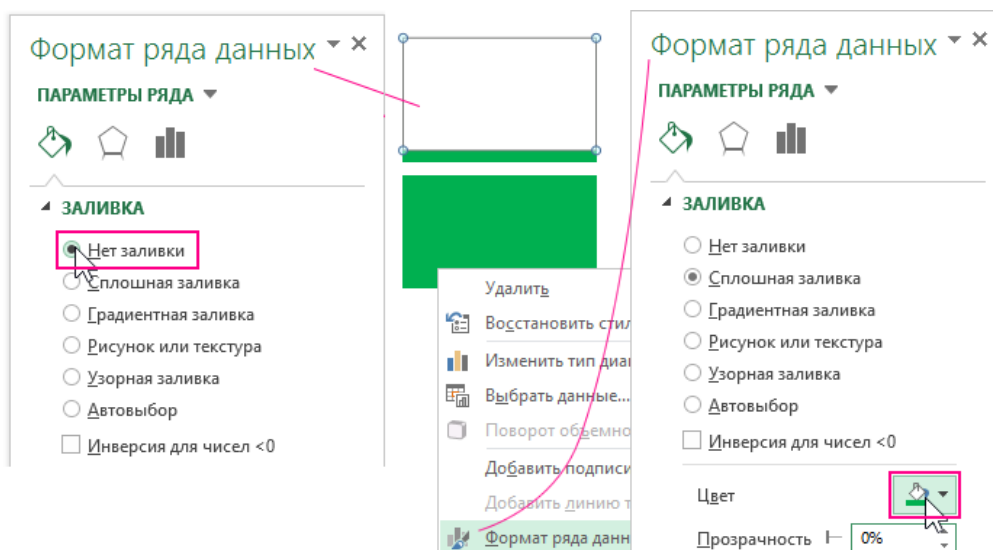 Формат ряда данных
ПАРАМЕТРЫ РЯДА
ЗАЛИВКА
Нет заливки
Сплошная заливка
Градиентная заливка
Рисунок или текстура
Узорная заливка
Автовыбор
Инверсия для чисел <0
Удалить
Восстановить стил
Изменить тип диа
Выбрать данные...
Поворот объемно
Добавить подписи
Добавить линию т
Формат ряда данн
Формат ряда данных
ПАРАМЕТРЫ РЯДА
ЗАЛИВКА
Нет заливки
Сплошная заливка
Градиентная заливка
Рисунок или текстура
Узорная заливка
Автовыбор
Инверсия для чисел <0
Цвет
Прозрачность 0%